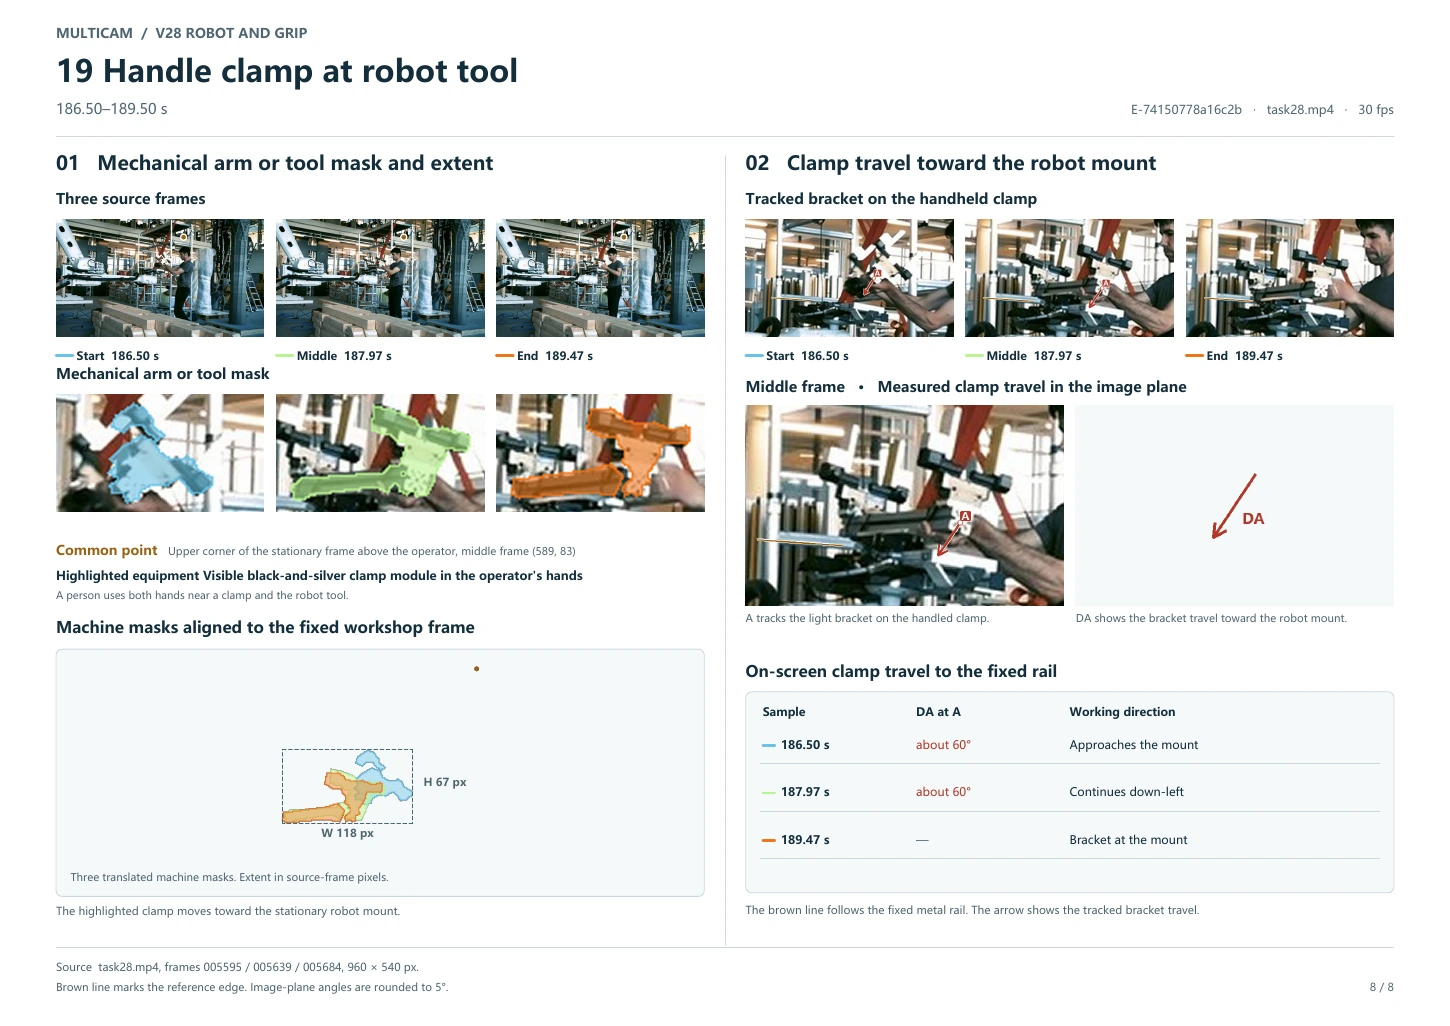 MULTICAM / V28 ROBOT AND GRIP
19 Handle clamp at robot tool
186.50–189.50 s
E-74150778a16c2b · task28.mp4 · 30 fps
01 Mechanical arm or tool mask and extent
Three source frames
Start 186.50 s
Middle 187.97 s
End 189.47 s
Mechanical arm or tool mask
Common point Upper corner of the stationary frame above the operator, middle frame (589, 83)
Highlighted equipment Visible black-and-silver clamp module in the operator's hands
A person uses both hands near a clamp and the robot tool.
Machine masks aligned to the fixed workshop frame
H 67 px
W 118 px
Three translated machine masks. Extent in source-frame pixels.
The highlighted clamp moves toward the stationary robot mount.
02 Clamp travel toward the robot mount
Tracked bracket on the handheld clamp
A
A
Start 186.50 s
Middle 187.97 s
End 189.47 s
Middle frame • Measured clamp travel in the image plane
A
DA
A tracks the light bracket on the handled clamp.
DA shows the bracket travel toward the robot mount.
On-screen clamp travel to the fixed rail
Sample DA at A Working direction
186.50 s about 60° Approaches the mount
187.97 s about 60° Continues down-left
189.47 s — Bracket at the mount
The brown line follows the fixed metal rail. The arrow shows the tracked bracket travel.
Source task28.mp4, frames 005595 / 005639 / 005684, 960 × 540 px.
Brown line marks the reference edge. Image-plane angles are rounded to 5°.
8 / 8